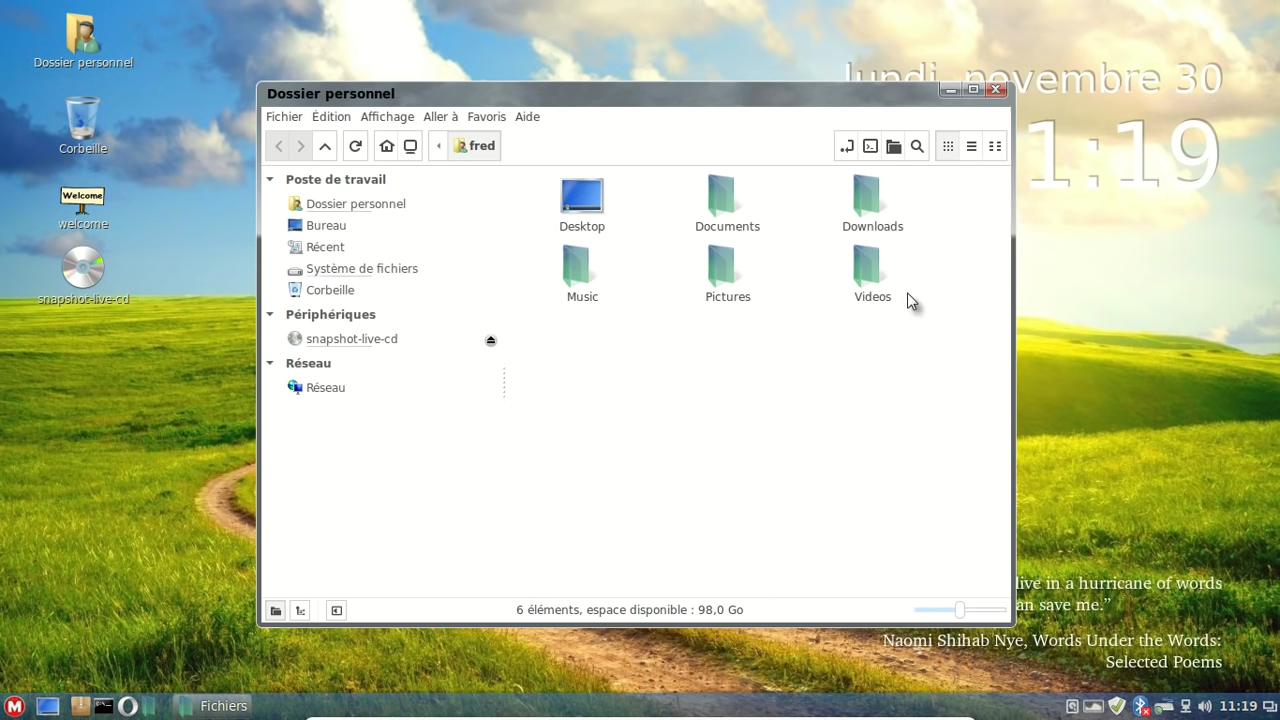 Dossier personnel
Corbeille
Welcome
welcome
snapshot-live-cd
lundi, novembre 30
1:19
Dossier personnel
Fichier Édition Affichage Aller à Favoris Aide
fred
Poste de travail
Dossier personnel
Bureau
Récent
Système de fichiers
Corbeille
Périphériques
snapshot-live-cd
Réseau
Réseau
Desktop Documents Downloads
Music Pictures Videos
6 éléments, espace disponible : 98,0 Go
live in a hurricane of words
an save me.”
Naomi Shihab Nye, Words Under the Words:
Selected Poems
Fichiers
11:19